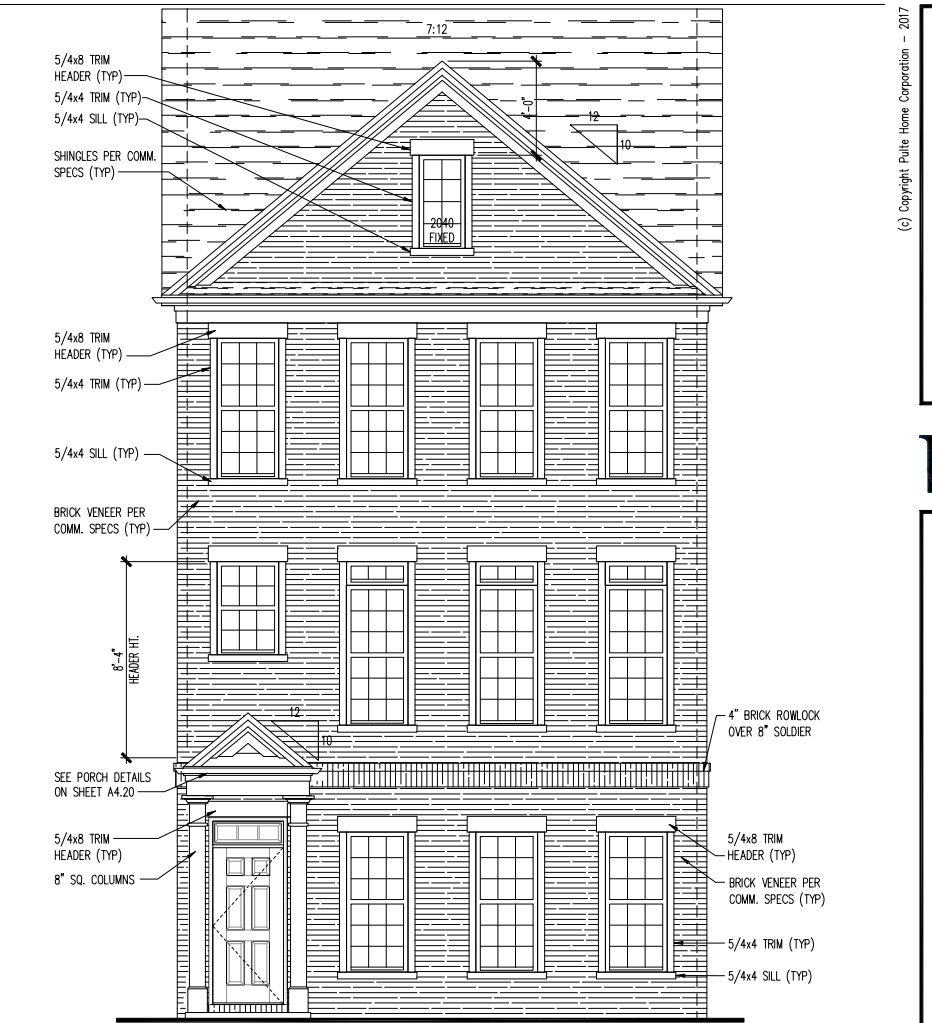 7:12
5/4x8 TRIM
HEADER (TYP)
5/4x4 TRIM (TYP)
5/4x4 SILL (TYP)
SHINGLES PER COMM.
SPECS (TYP)
4'-0"
12
10
2040
FIXED
(c) Copyright Pulte Home Corporation - 2017
5/4x8 TRIM
HEADER (TYP)
5/4x4 TRIM (TYP)
5/4x4 SILL (TYP)
BRICK VENEER PER
COMM. SPECS (TYP)
8'-4"
HEADER HT.
12
10
4" BRICK ROWLOCK
OVER 8" SOLDIER
SEE PORCH DETAILS
ON SHEET A4.20
5/4x8 TRIM
HEADER (TYP)
8" SQ. COLUMNS
5/4x8 TRIM
HEADER (TYP)
BRICK VENEER PER
COMM. SPECS (TYP)
5/4x4 TRIM (TYP)
5/4x4 SILL (TYP)